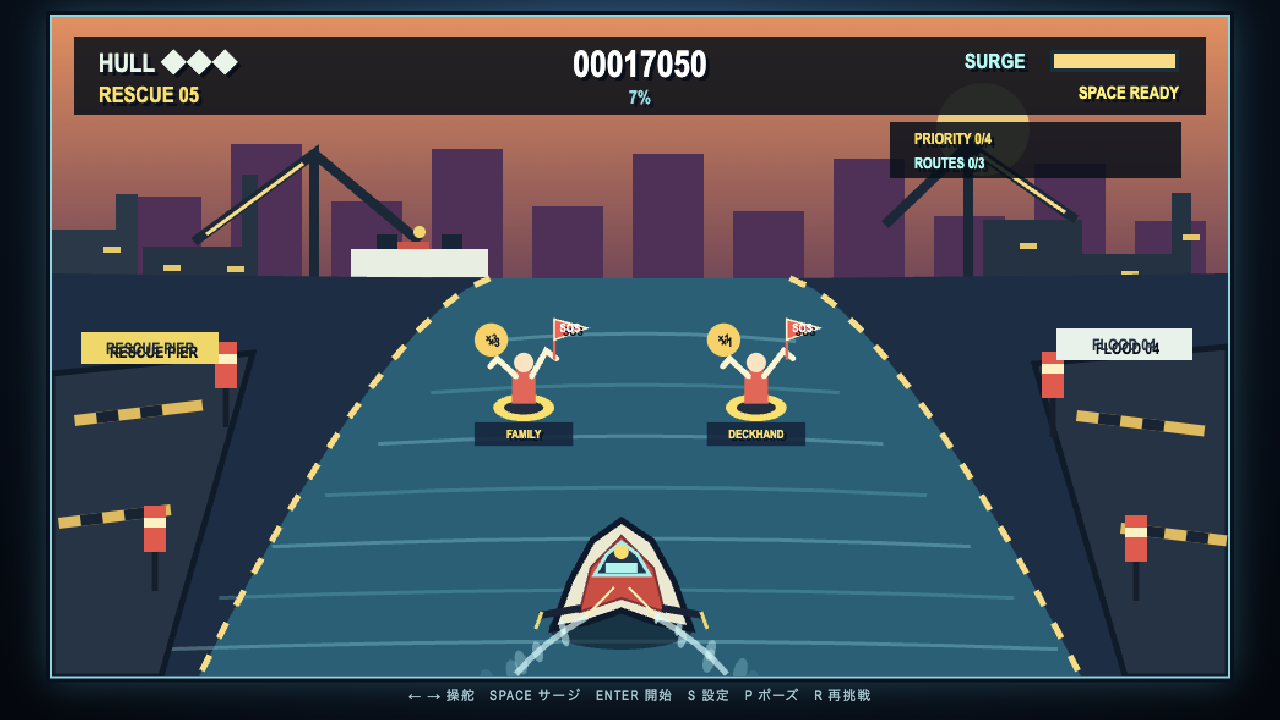 HULL
00017050
SURGE
RESCUE 05
7%
SPACE READY
PRIORITY 0/4
ROUTES 0/3
SOS
SOS
RESCUE PIER
FLOOD 04
FAMILY
DECKHAND
← → 操舵 SPACE サージ ENTER 開始 S 設定 P ポーズ R 再挑戦